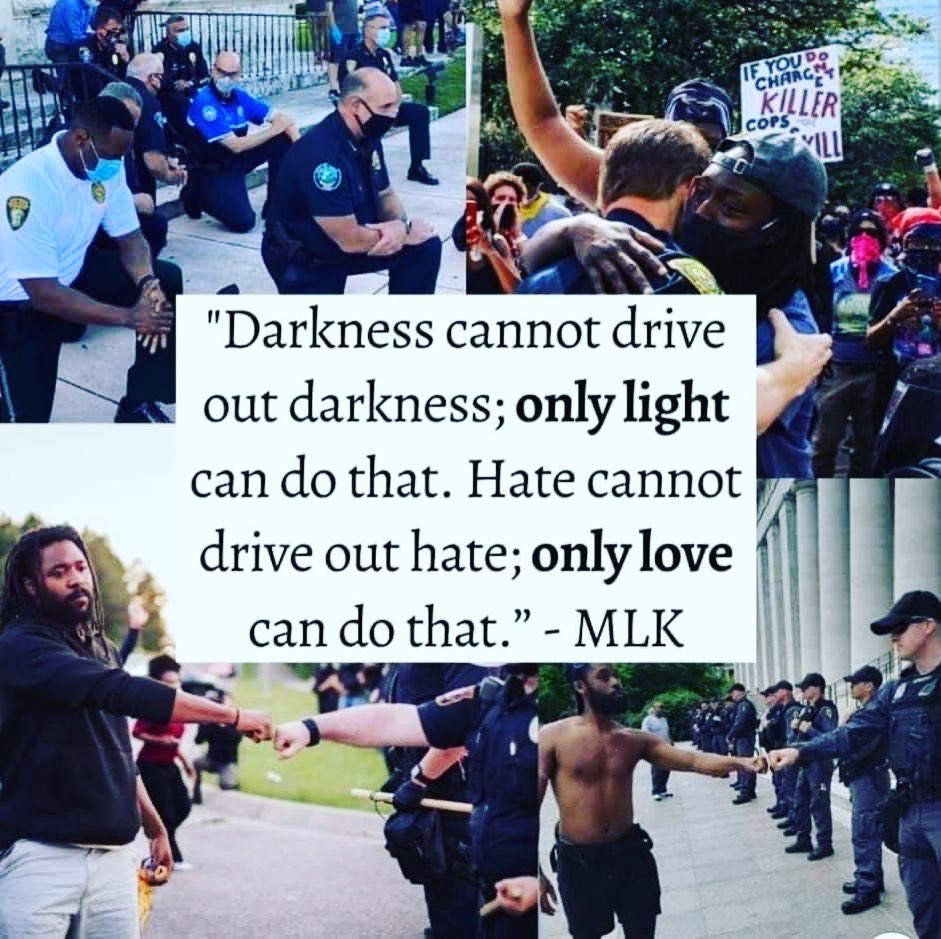 IF YOU DO
N'T
CHARGE
KILLER
COPS
KILL
"Darkness cannot drive
out darkness; only light
can do that. Hate cannot
drive out hate; only love
can do that.” - MLK